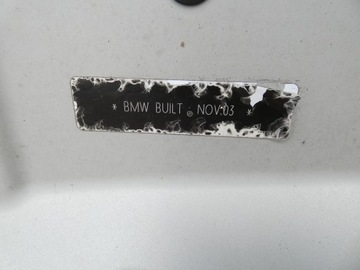 * BMW BUILT · NOV.03 *